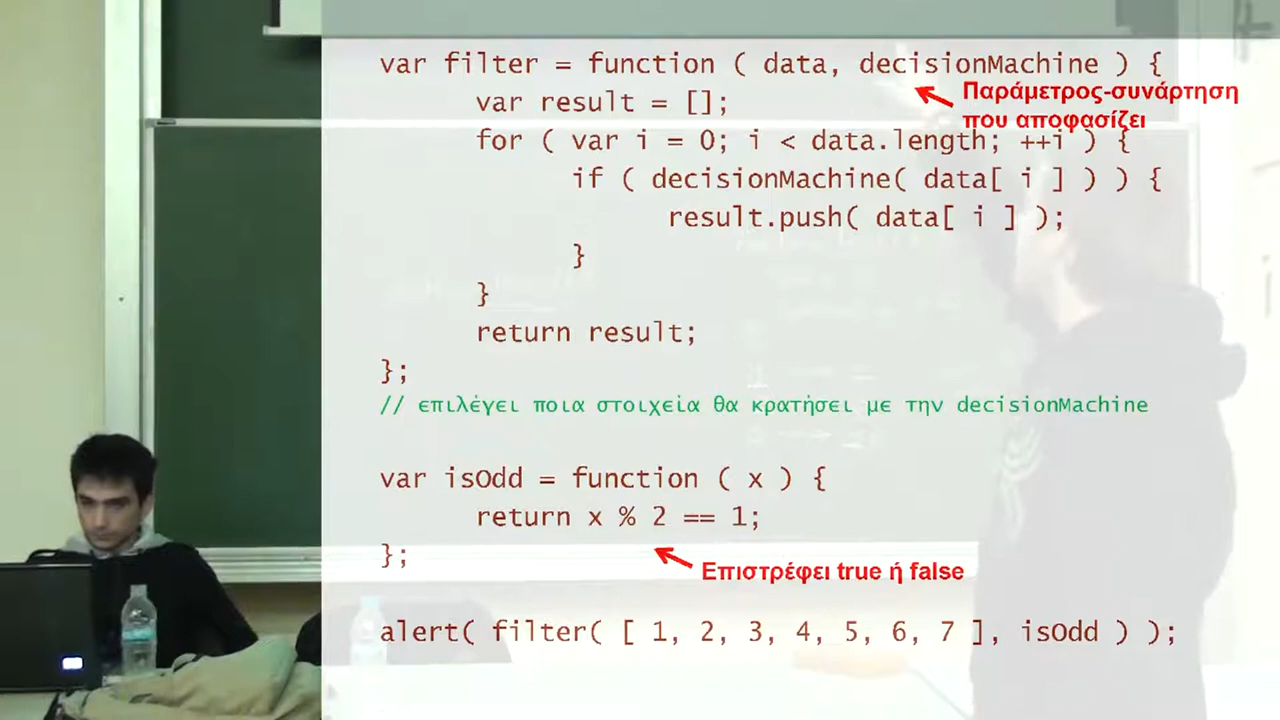 var filter = function ( data, decisionMachine ) {
Παράμετρος-συνάρτηση
που αποφασίζει
var result = [];
for ( var i = 0; i < data.length; ++i ) {
if ( decisionMachine( data[ i ] ) ) {
result.push( data[ i ] );
}
}
return result;
};
// επιλέγει ποια στοιχεία θα κρατήσει με την decisionMachine
var isOdd = function ( x ) {
return x % 2 == 1;
};
Επιστρέφει true ή false
alert( filter( [ 1, 2, 3, 4, 5, 6, 7 ], isOdd ) );